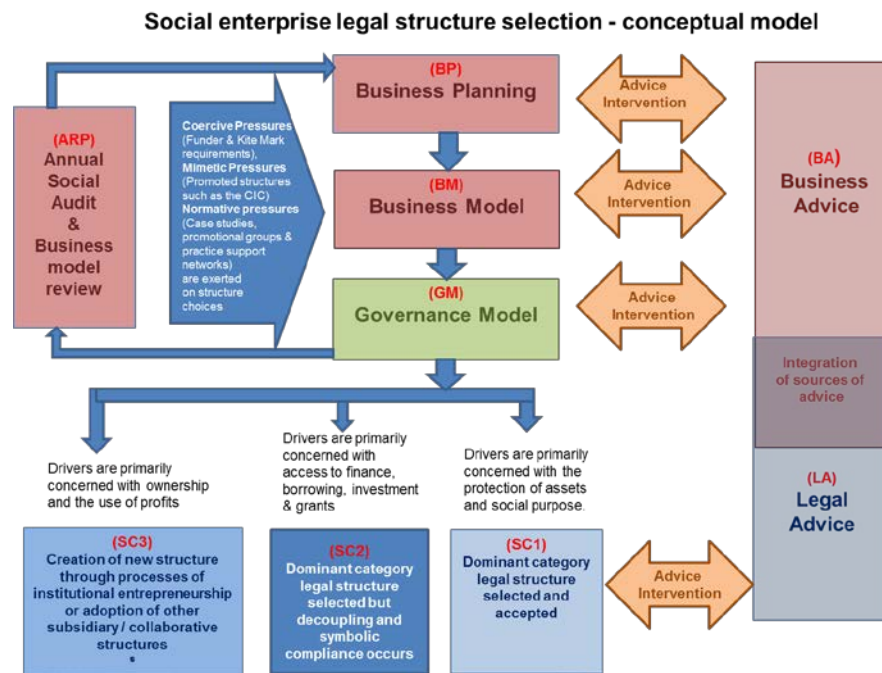 Social enterprise legal structure selection - conceptual model
(BP)
Business Planning
Advice
Intervention
(ARP)
Annual
Social
Audit
&
Business
model
review
Coercive Pressures
(Funder & Kite Mark
requirements),
Mimetic Pressures
(Promoted structures
such as the CIC)
Normative pressures
(Case studies,
promotional groups &
practice support
networks)
are exerted
on structure
choices
(BM)
Business Model
Advice
Intervention
(BA)
Business
Advice
(GM)
Governance Model
Advice
Intervention
Integration
of sources of
advice
Drivers are primarily
concerned with ownership
and the use of profits
Drivers are primarily
concerned with
access to finance,
borrowing, investment
& grants
Drivers are primarily
concerned with the
protection of assets
and social purpose.
(LA)
Legal
Advice
(SC3)
Creation of new structure
through processes of
institutional entrepreneurship
or adoption of other
subsidiary / collaborative
structures
(SC2)
Dominant category
legal structure
selected but
decoupling and
symbolic
compliance occurs
(SC1)
Dominant category
legal structure
selected and
accepted
Advice
Intervention